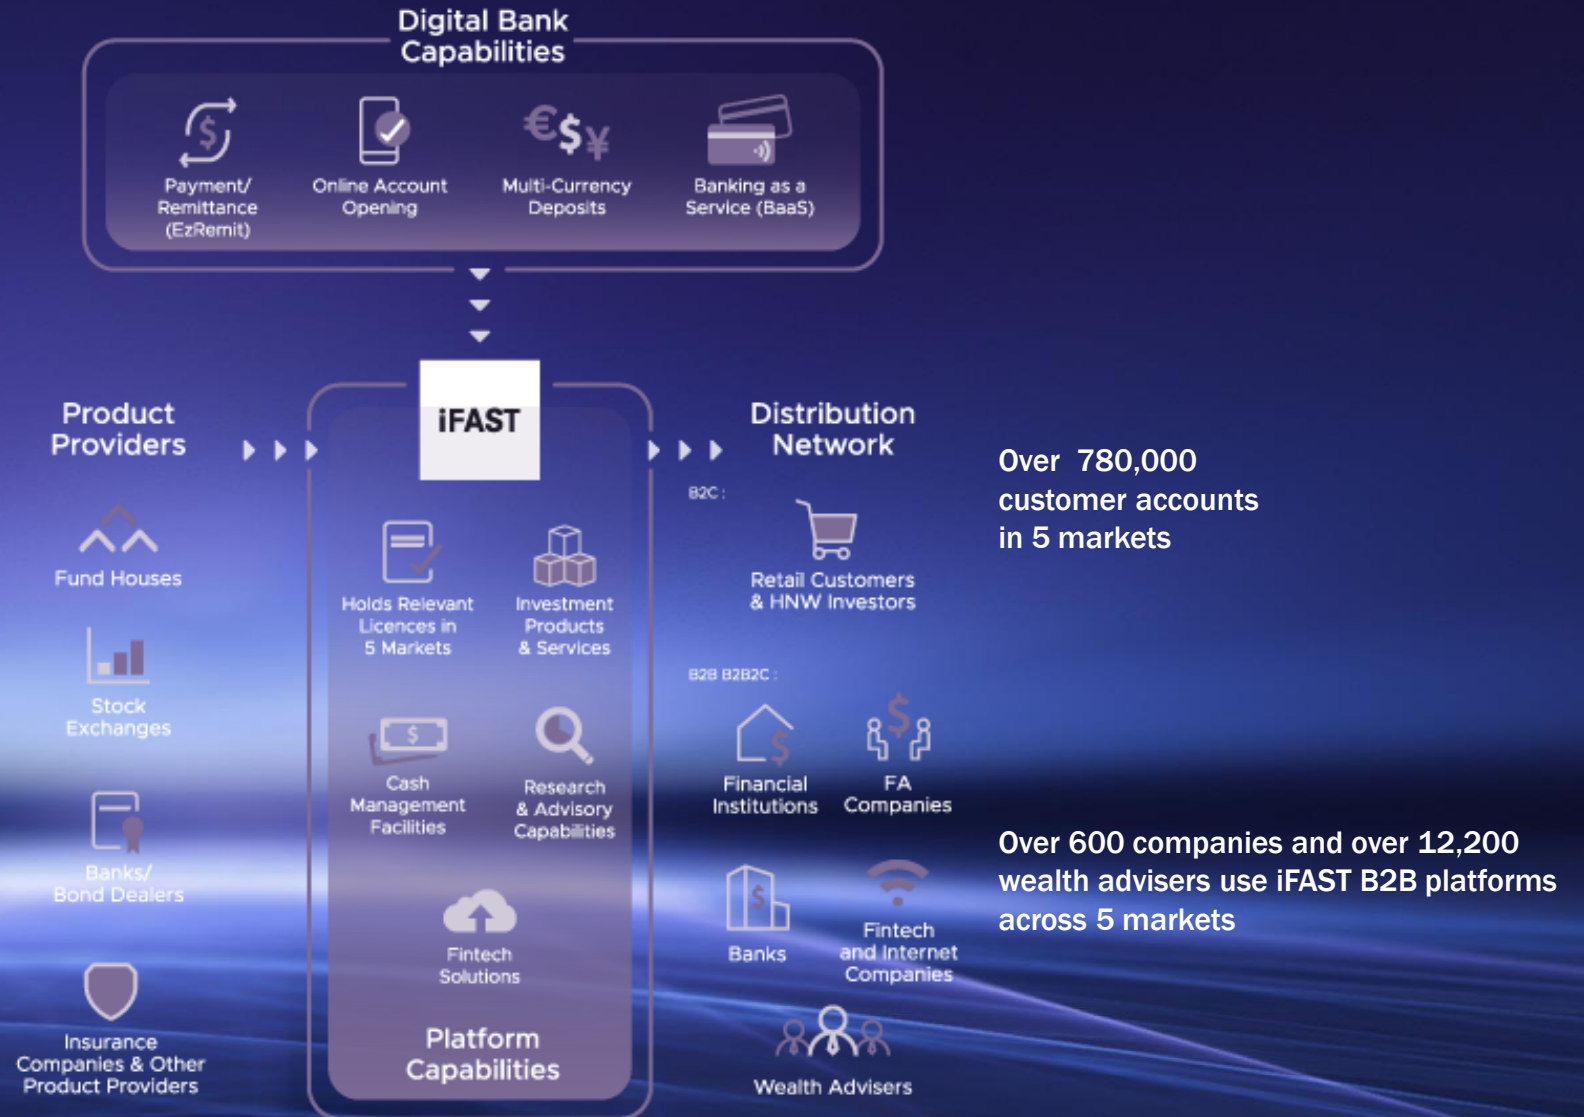 Digital Bank
Capabilities
Payment/
Remittance
(EzRemit)
Online Account
Opening
Multi-Currency
Deposits
Banking as a
Service (BaaS)
Product
Providers
Fund Houses
Stock
Exchanges
Banks/
Bond Dealers
Insurance
Companies & Other
Product Providers
iFAST
Holds Relevant
Licences in
5 Markets
Investment
Products
& Services
Cash
Management
Facilities
Research
& Advisory
Capabilities
Fintech
Solutions
Platform
Capabilities
Distribution
Network
B2C :
Retail Customers
& HNW Investors
B2B B2B2C :
Financial
Institutions
FA
Companies
Banks
Fintech
and Internet
Companies
Wealth Advisers
Over 780,000
customer accounts
in 5 markets
Over 600 companies and over 12,200
wealth advisers use iFAST B2B platforms
across 5 markets